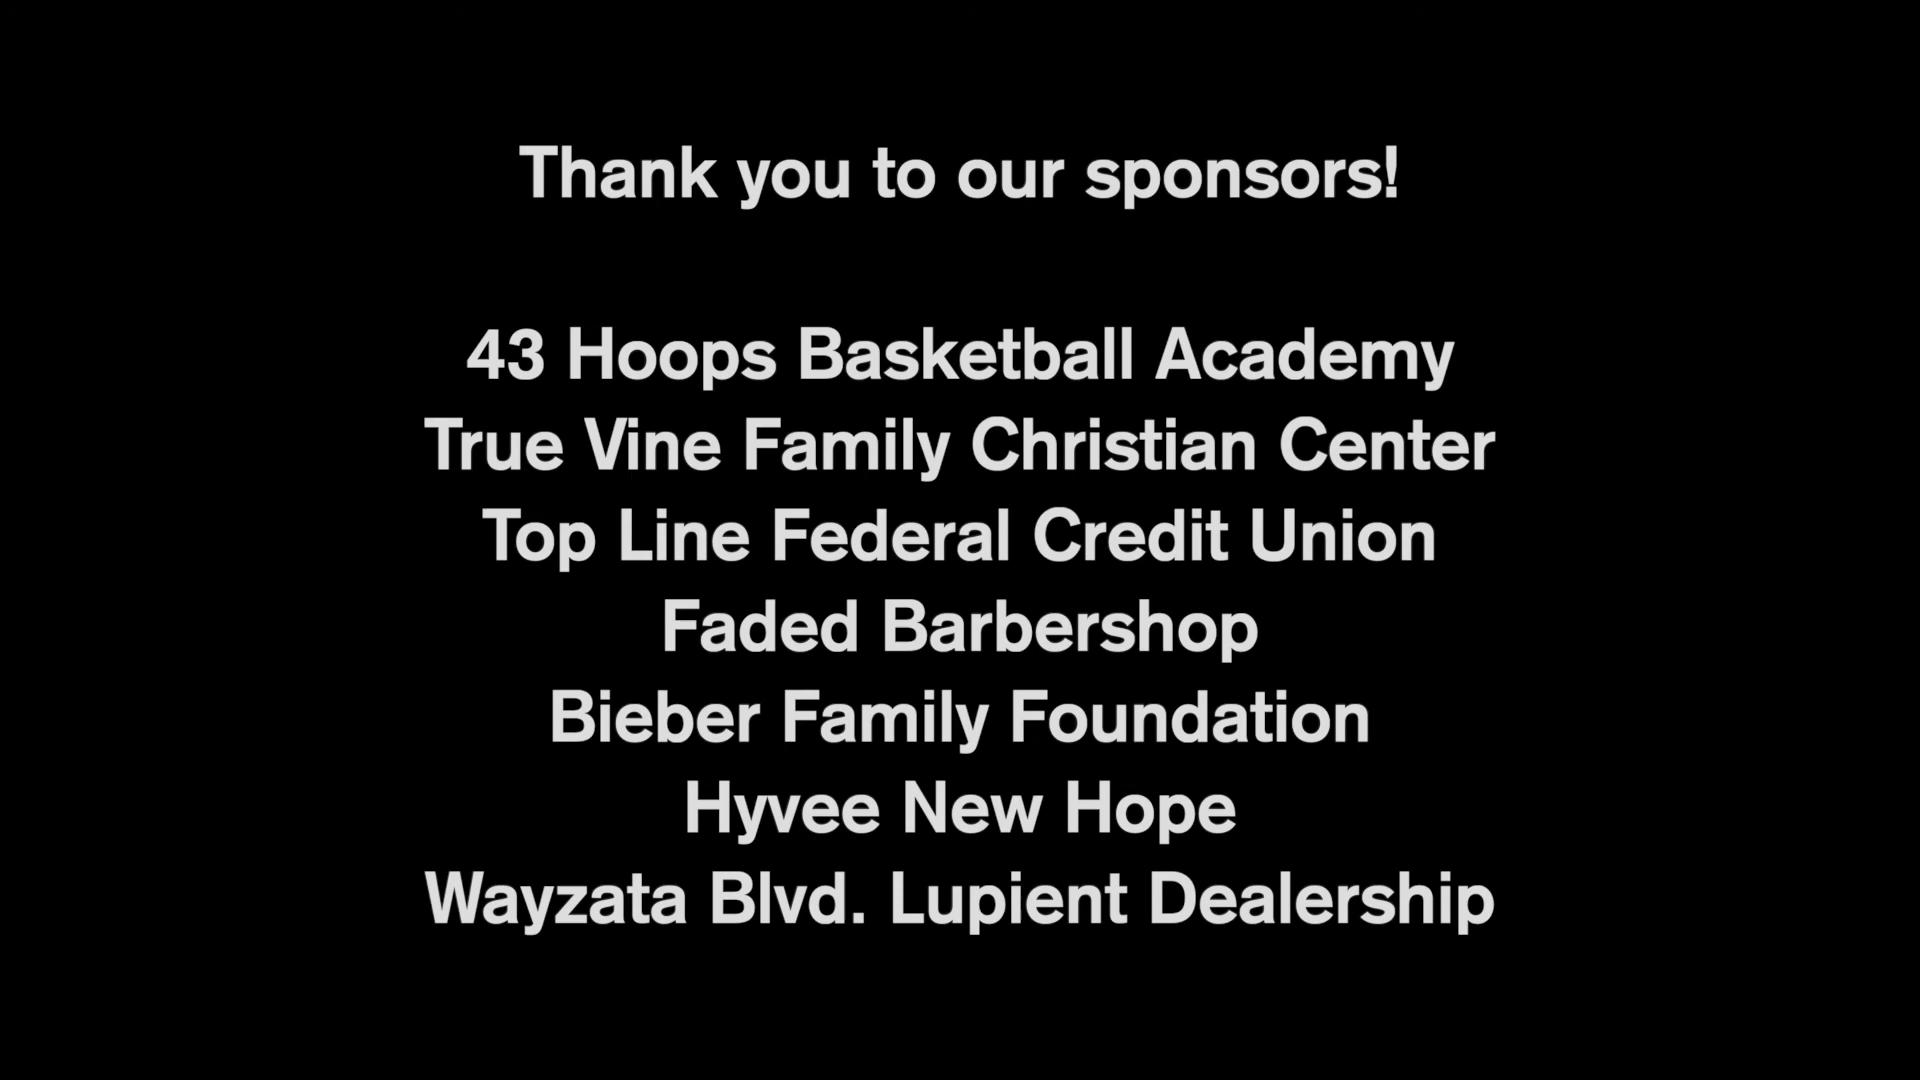 Thank you to our sponsors!
43 Hoops Basketball Academy
True Vine Family Christian Center
Top Line Federal Credit Union
Faded Barbershop
Bieber Family Foundation
Hyvee New Hope
Wayzata Blvd. Lupient Dealership